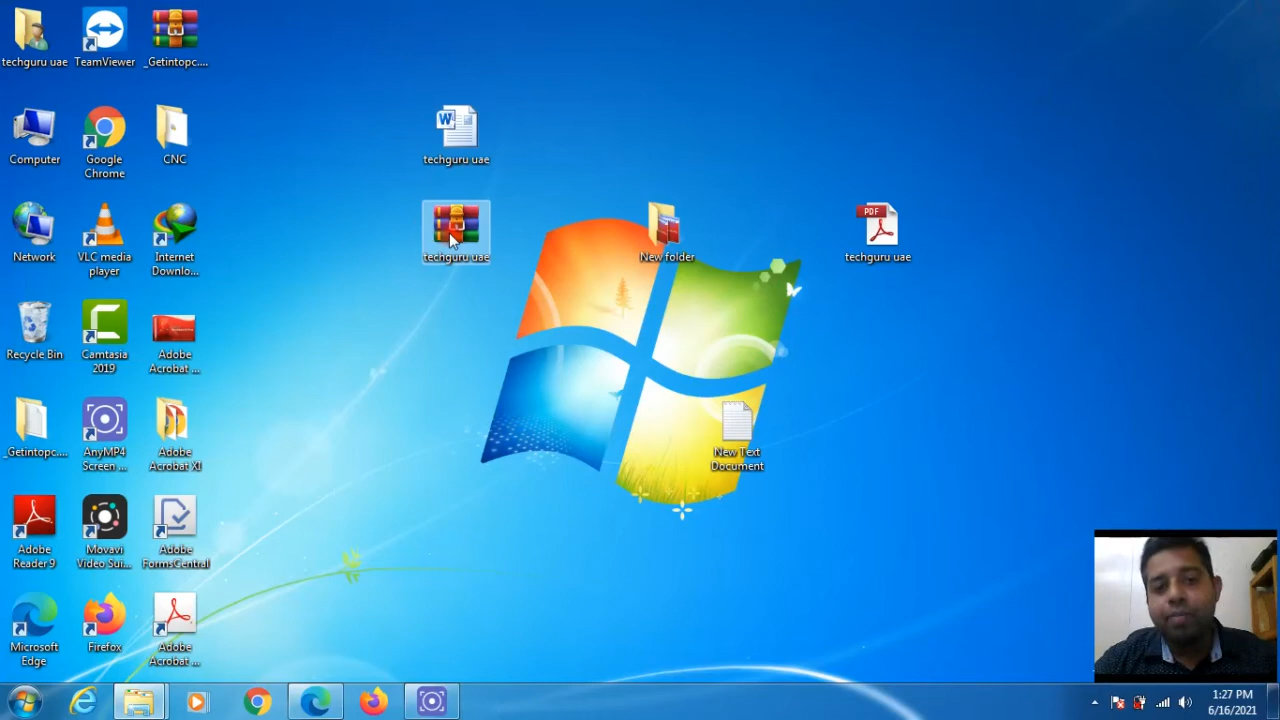 techguru uae
TeamViewer
_Getintopc....
techguru uae
Computer
Google
Chrome
CNC
Network
VLC media
player
Internet
Downlo...
techguru uae
New folder
PDF
techguru uae
Recycle Bin
Camtasia
2019
Adobe
Acrobat ...
_Getintopc....
AnyMP4
Screen ...
Adobe
Acrobat XI
New Text
Document
Adobe
Reader 9
Movavi
Video Sui...
Adobe
FormsCentral
Microsoft
Edge
Firefox
Adobe
Acrobat ...
1:27 PM
6/16/2021